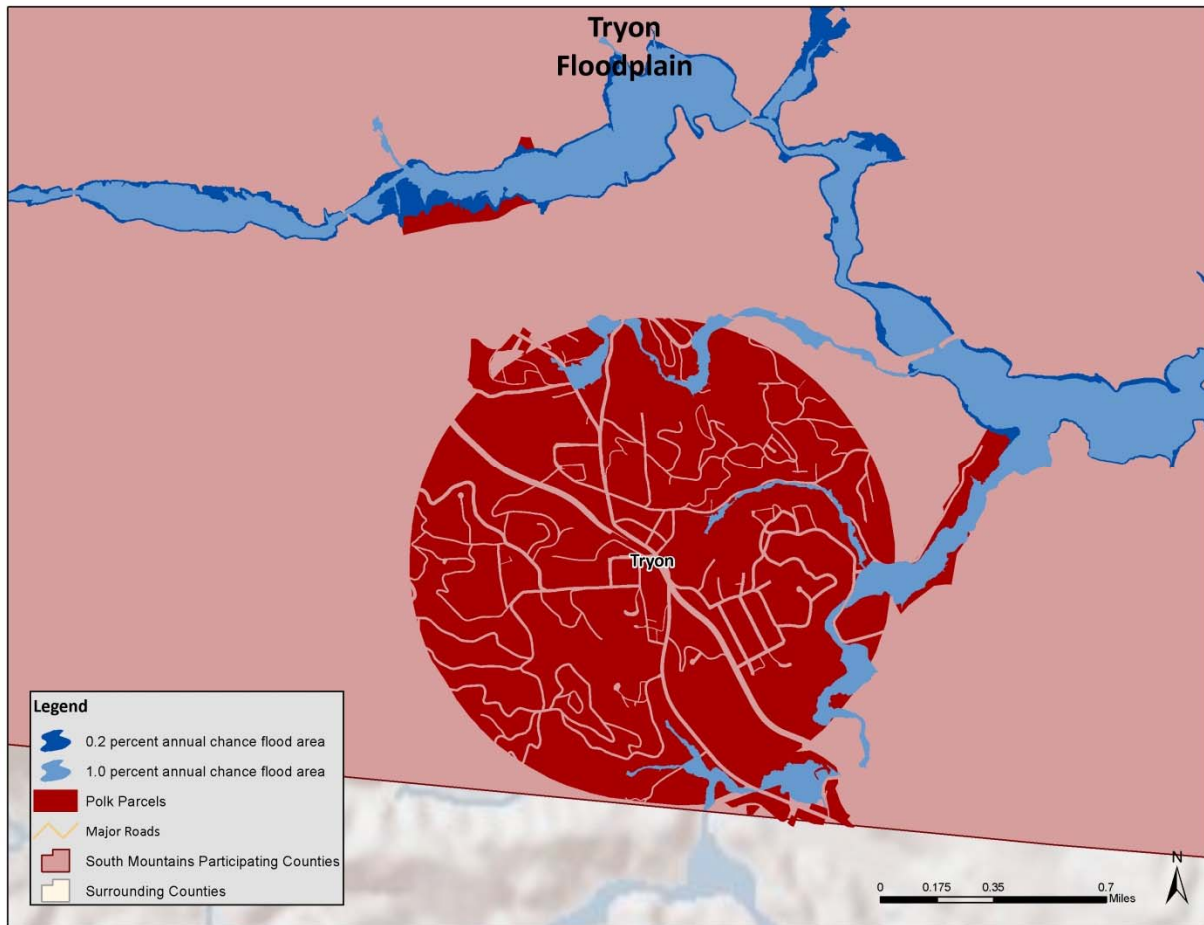 Tryon
Floodplain
Tryon
Legend
0.2 percent annual chance flood area
1.0 percent annual chance flood area
Polk Parcels
Major Roads
South Mountains Participating Counties
Surrounding Counties
N
0 0.175 0.35 0.7
Miles